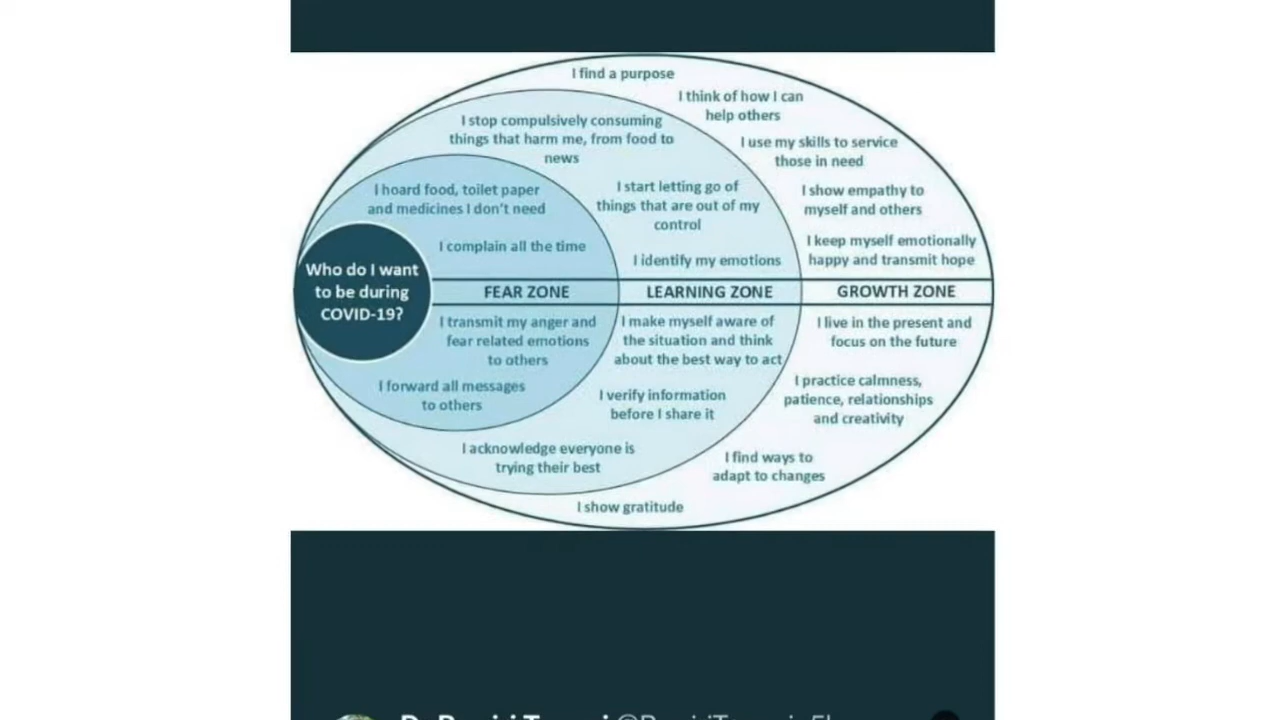 I find a purpose
I think of how I can
help others
I stop compulsively consuming
things that harm me, from food to
news
I use my skills to service
those in need
I hoard food, toilet paper
and medicines I don't need
I start letting go of
things that are out of my
control
I show empathy to
myself and others
I complain all the time
I identify my emotions
I keep myself emotionally
happy and transmit hope
Who do I want
to be during
COVID-19?
FEAR ZONE
LEARNING ZONE
GROWTH ZONE
I transmit my anger and
fear related emotions
to others
I make myself aware of
the situation and think
about the best way to act
I live in the present and
focus on the future
I forward all messages
to others
I verify information
before I share it
I practice calmness,
patience, relationships
and creativity
I acknowledge everyone is
trying their best
I find ways to
adapt to changes
I show gratitude